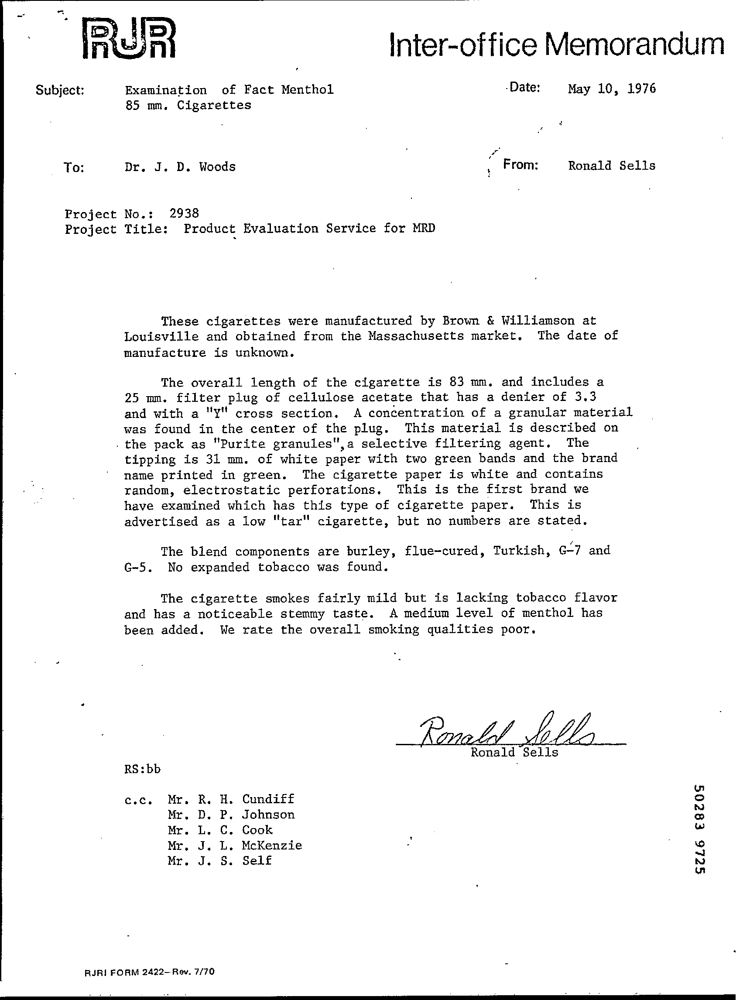 RJR
Inter-office Memorandum
Subject: Examination of Fact Menthol
85 mm. Cigarettes
Date: May 10, 1976
To: Dr. J. D. Woods
From: Ronald Sells
Project No.: 2938
Project Title: Product Evaluation Service for MRD
These cigarettes were manufactured by Brown & Williamson at
Louisville and obtained from the Massachusetts market. The date of
manufacture is unknown.
The overall length of the cigarette is 83 mm. and includes a
25 mm. filter plug of cellulose acetate that has a denier of 3.3
and with a "Y" cross section. A concentration of a granular material
was found in the center of the plug. This material is described on
the pack as "Purite granules", a selective filtering agent. The
tipping is 31 mm. of white paper with two green bands and the brand
name printed in green. The cigarette paper is white and contains
random, electrostatic perforations. This is the first brand we
have examined which has this type of cigarette paper. This is
advertised as a low "tar" cigarette, but no numbers are stated.
The blend components are burley, flue-cured, Turkish, G-7 and
G-5. No expanded tobacco was found.
The cigarette smokes fairly mild but is lacking tobacco flavor
and has a noticeable stemmy taste. A medium level of menthol has
been added. We rate the overall smoking qualities poor.
Ronald Sells
Ronald Sells
RS:bb
c.c. Mr. R. H. Cundiff
Mr. D. P. Johnson
Mr. L. C. Cook
Mr. J. L. McKenzie
Mr. J. S. Self
50283 9725
RJRI FORM 2422-Rev. 7/70